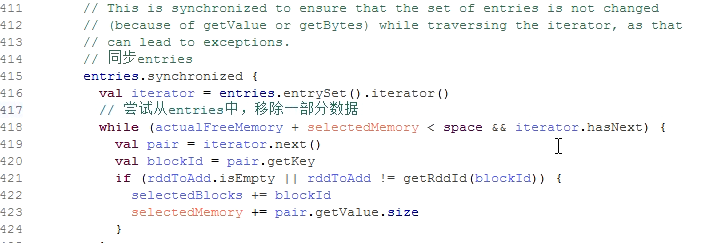 411 // This is synchronized to ensure that the set of entries is not changed
412 // (because of getValue or getBytes) while traversing the iterator, as that
413 // can lead to exceptions.
414 // 同步entries
415 entries.synchronized {
416 val iterator = entries.entrySet().iterator()
417 // 尝试从entries中，移除一部分数据
418 while (actualFreeMemory + selectedMemory < space && iterator.hasNext) {
419 val pair = iterator.next()
420 val blockId = pair.getKey
421 if (rddToAdd.isEmpty || rddToAdd != getRddId(blockId)) {
422 selectedBlocks += blockId
423 selectedMemory += pair.getValue.size
424 }